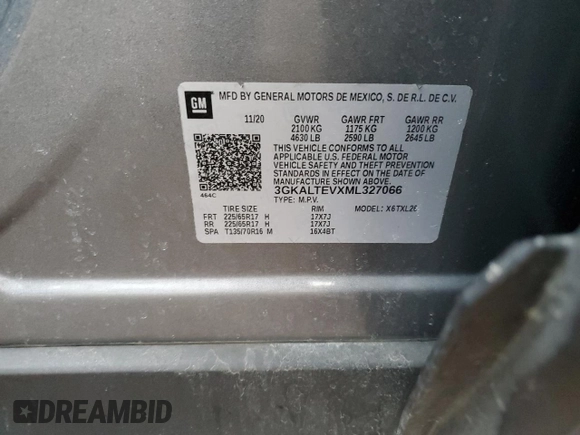 GM
MFD BY GENERAL MOTORS DE MEXICO, S. DE R.L. DE C.V.
11/20 GVWR GAWR FRT GAWR RR
2100 KG 1175 KG 1200 KG
4630 LB 2590 LB 2645 LB
THIS VEHICLE CONFORMS TO ALL
APPLICABLE U.S. FEDERAL MOTOR
VEHICLE SAFETY AND THEFT PREVENTION
STANDARDS IN EFFECT ON THE DATE OF
MANUFACTURE SHOWN ABOVE.
464C
3GKALTEVXML327066
TYPE: M.P.V. MODEL: X6TXL26
TIRE SIZE RIM
FRT 225/65R17 H 17X7J
RR 225/65R17 H 17X7J
SPA T135/70R16 M 16X4BT
DREAMBID